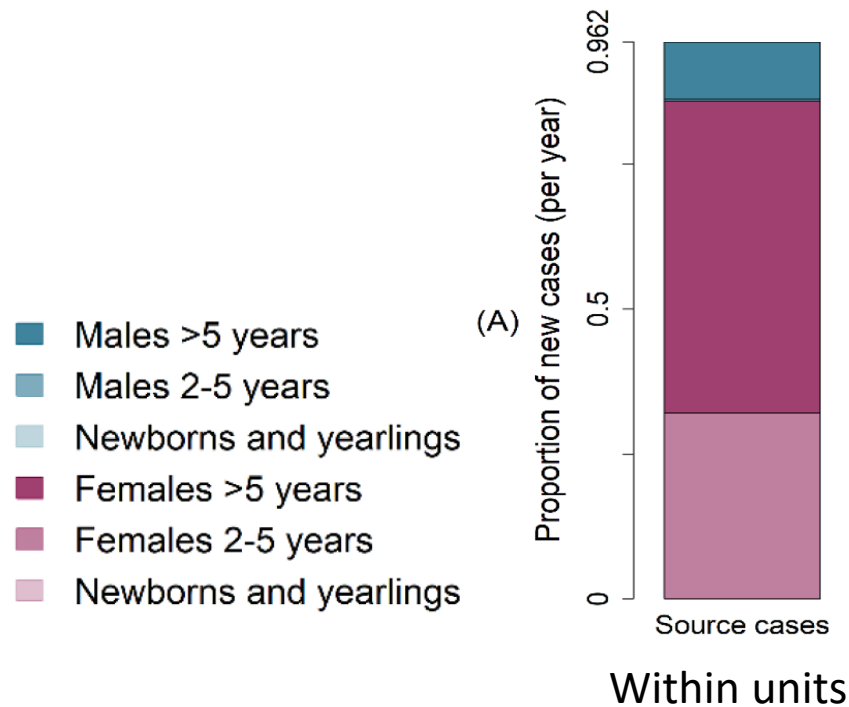 Males >5 years
Males 2-5 years
Newborns and yearlings
Females >5 years
Females 2-5 years
Newborns and yearlings
(A)
Proportion of new cases (per year)
0.962
0.5
0
Source cases
Within units